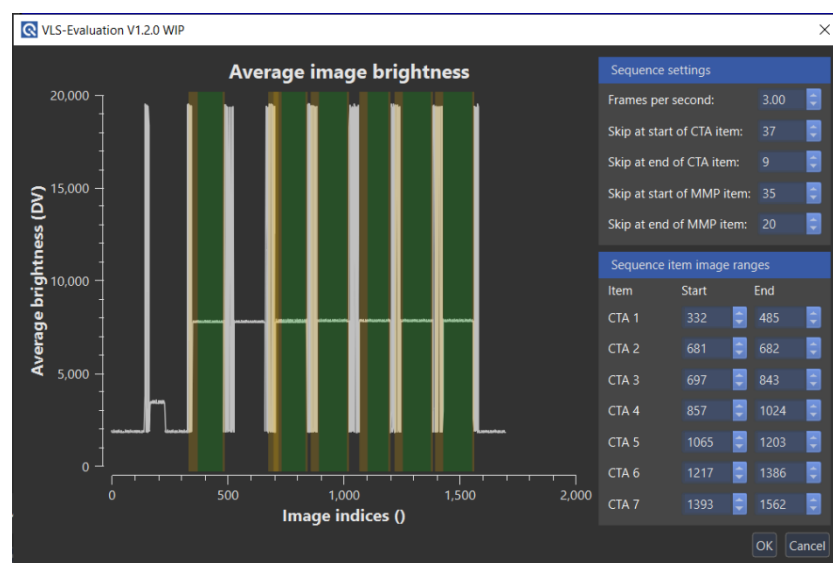 VLS-Evaluation V1.2.0 WIP
Average image brightness
20,000
15,000
10,000
5,000
0
Average brightness (DV)
0 500 1,000 1,500 2,000
Image indices ()
Sequence settings
Frames per second: 3.00
Skip at start of CTA item: 37
Skip at end of CTA item: 9
Skip at start of MMP item: 35
Skip at end of MMP item: 20
Sequence item image ranges
Item Start End
CTA 1 332 485
CTA 2 681 682
CTA 3 697 843
CTA 4 857 1024
CTA 5 1065 1203
CTA 6 1217 1386
CTA 7 1393 1562
OK Cancel